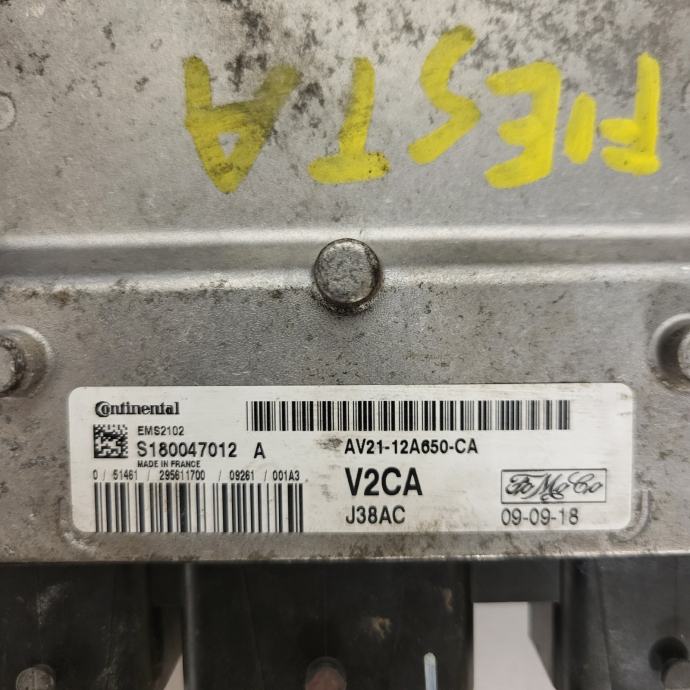 FIESTA
Continental
EMS2102
S180047012 A
MADE IN FRANCE
0 / 51461 / 295611700 / 09261 / 001A3
AV21-12A650-CA
V2CA
J38AC
FoMoCo
09-09-18